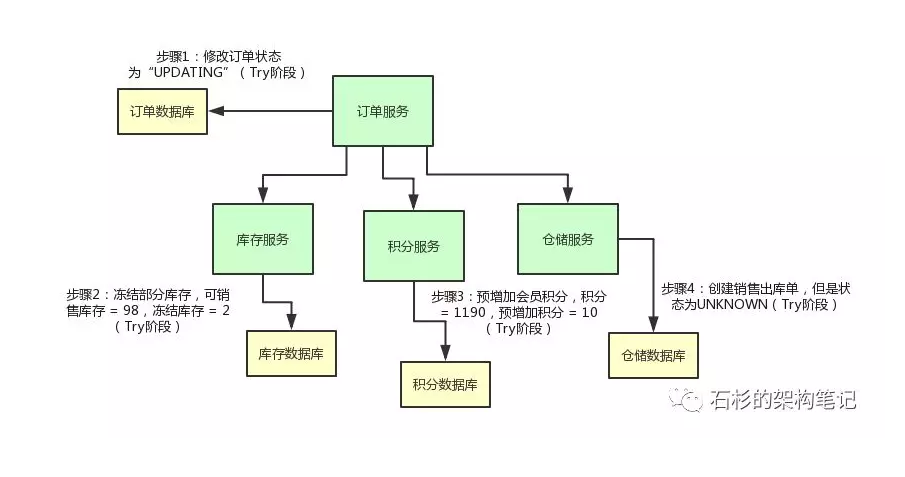 步骤1：修改订单状态
为“UPDATING”（Try阶段）
订单数据库
订单服务
库存服务
积分服务
仓储服务
步骤2：冻结部分库存，可销
售库存 = 98，冻结库存 = 2
（Try阶段）
步骤3：预增加会员积分，积分
= 1190，预增加积分 = 10
（Try阶段）
步骤4：创建销售出库单，但是状
态为UNKNOWN（Try阶段）
库存数据库
积分数据库
仓储数据库
石杉的架构笔记